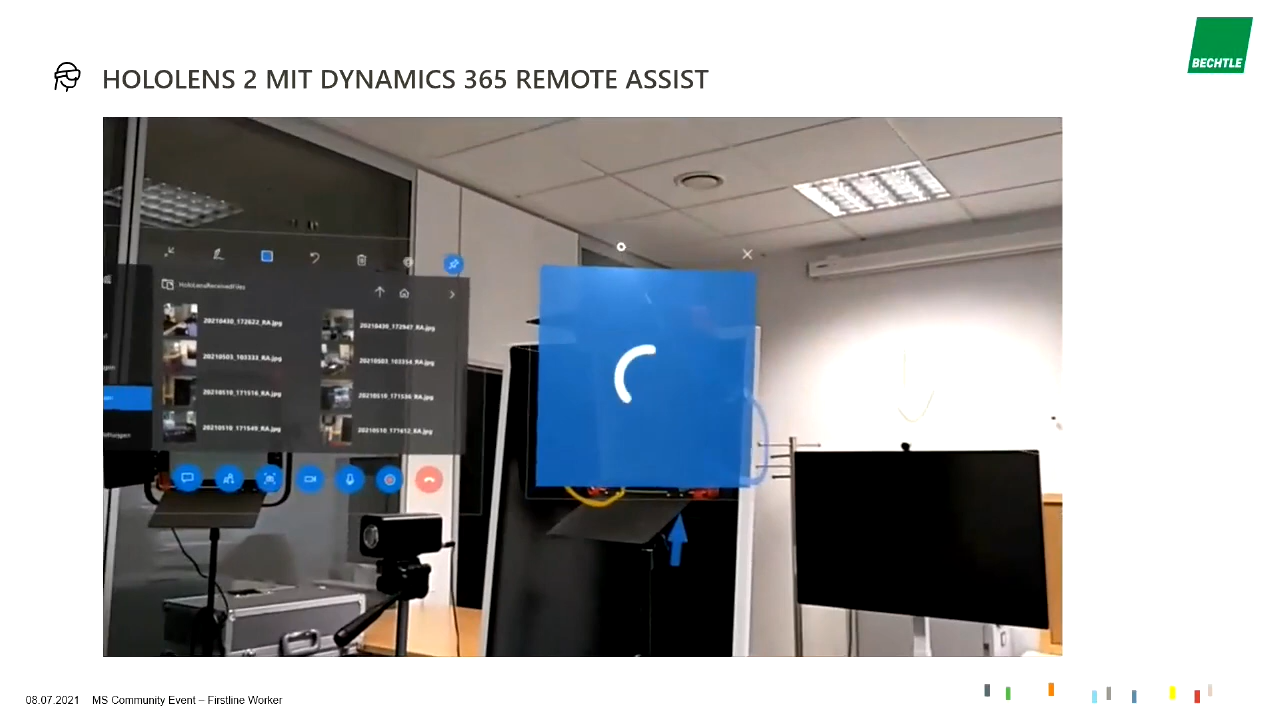 BECHTLE
HOLOLENS 2 MIT DYNAMICS 365 REMOTE ASSIST
HoloLensReceivedFiles
20210430_172622_RA.jpg
20210430_172947_RA.jpg
20210503_103333_RA.jpg
20210503_103354_RA.jpg
20210510_171516_RA.jpg
20210510_171536_RA.jpg
20210510_171549_RA.jpg
20210510_171612_RA.jpg
08.07.2021 MS Community Event – Firstline Worker